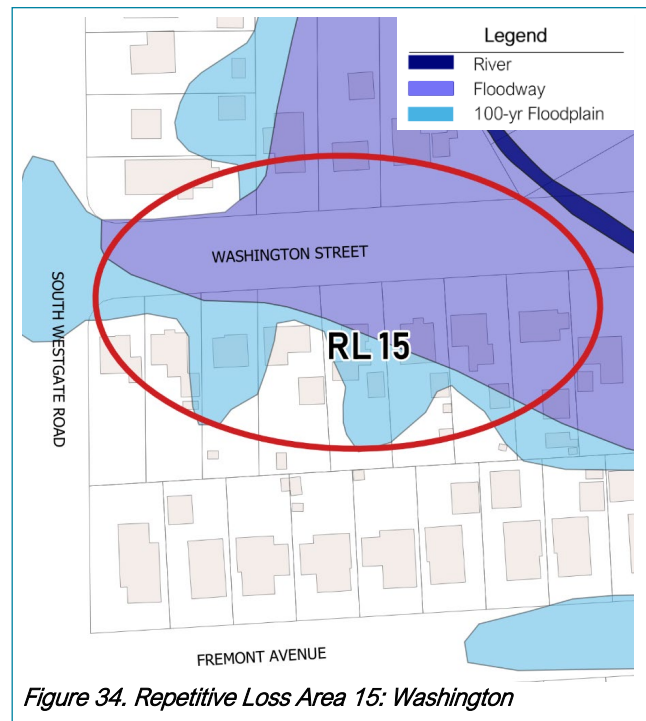 Legend
River
Floodway
100-yr Floodplain
WASHINGTON STREET
SOUTH WESTGATE ROAD
RL 15
FREMONT AVENUE
Figure 34. Repetitive Loss Area 15: Washington